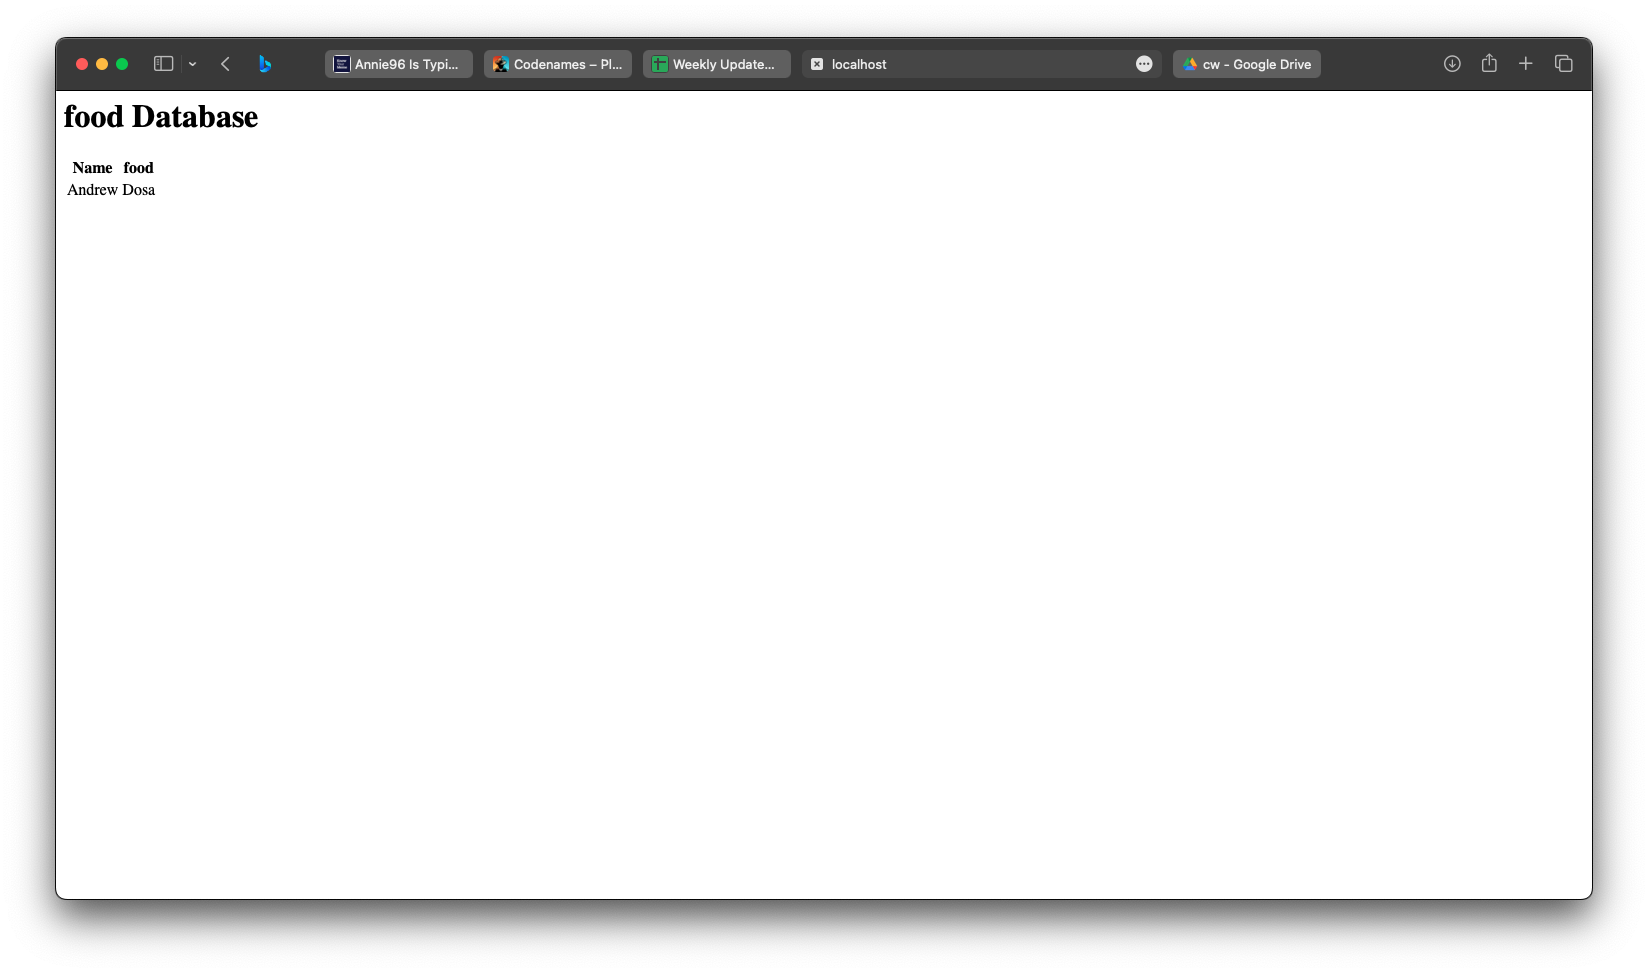 Annie96 Is Typi... Codenames – Pl... Weekly Update... localhost cw - Google Drive
food Database
Name food
Andrew Dosa